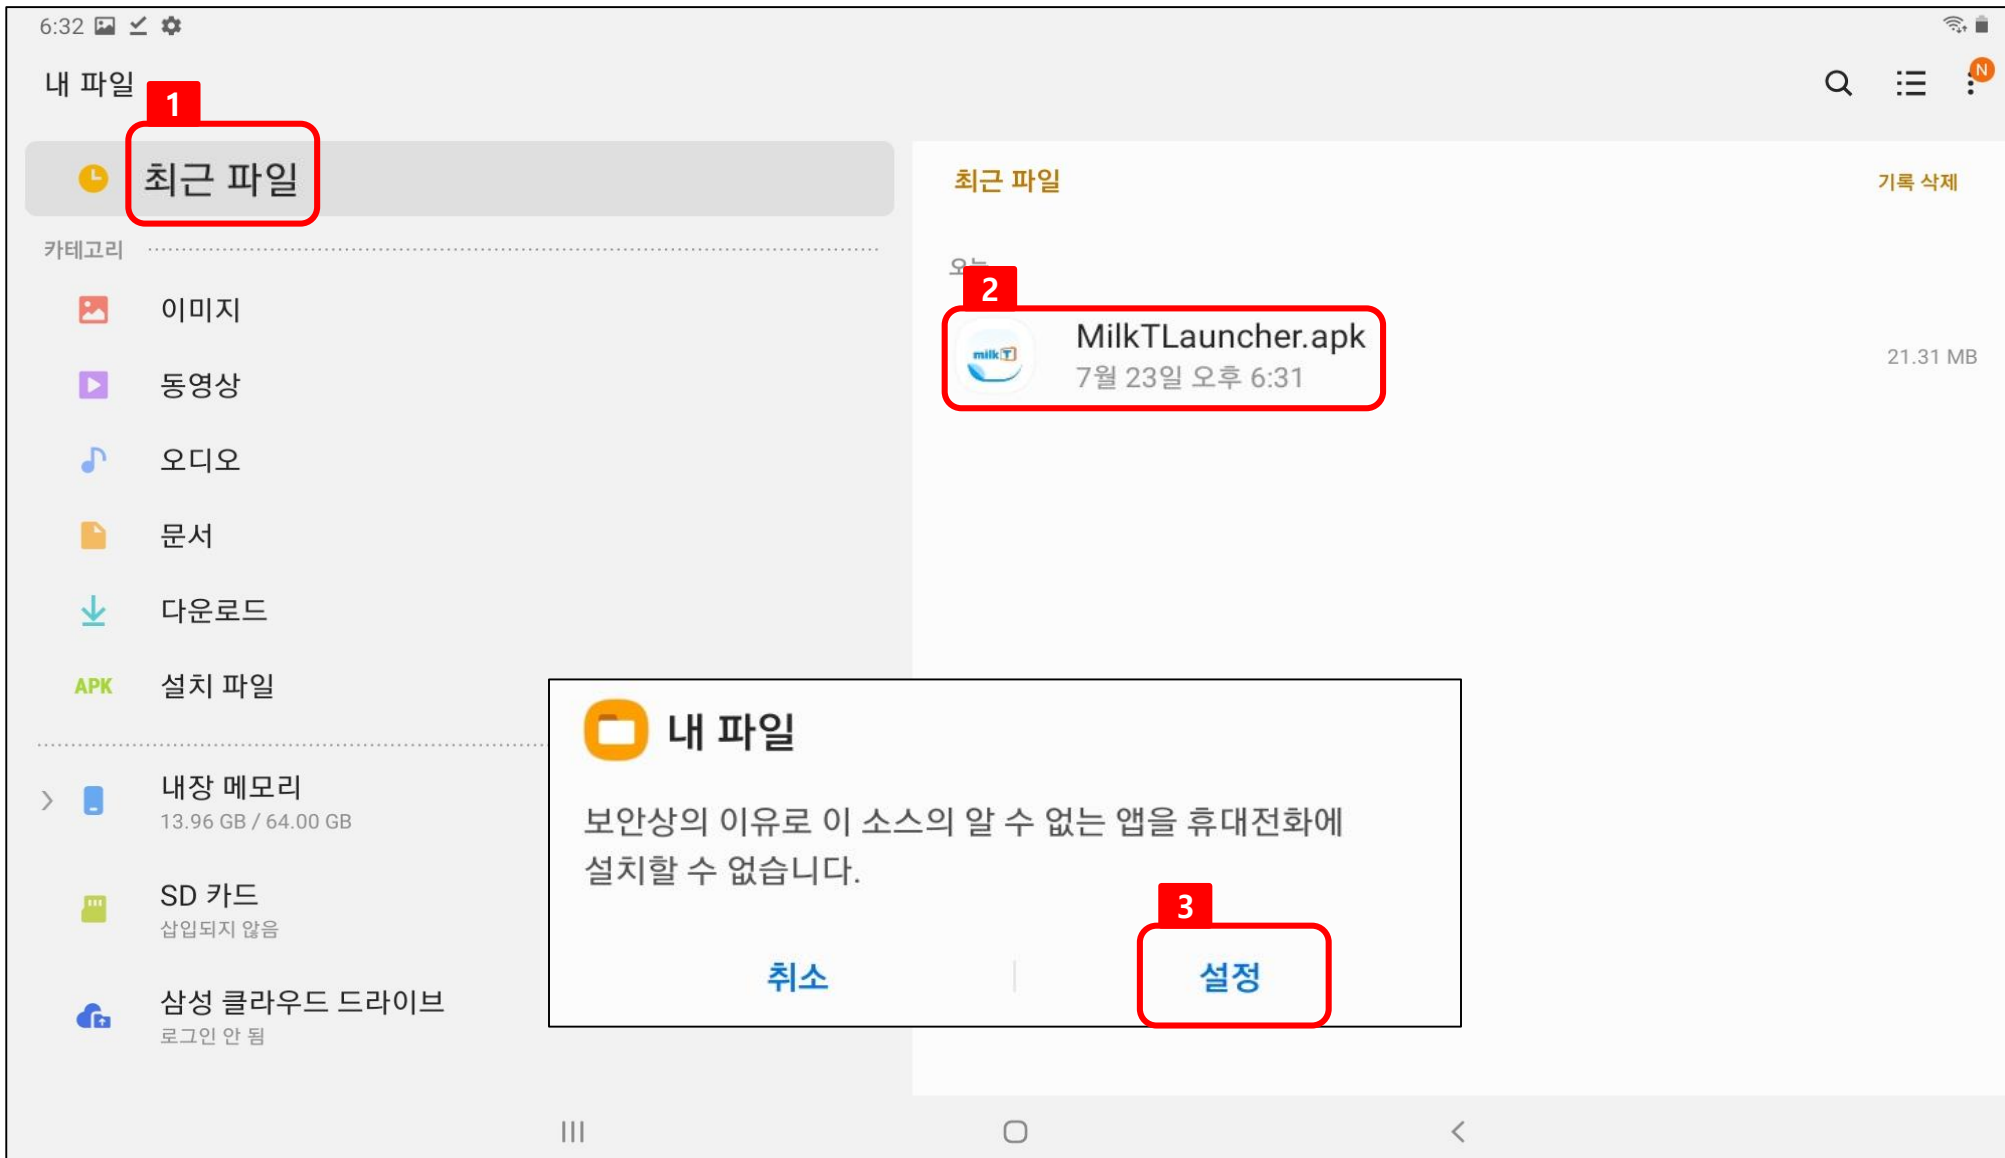 6:32
내 파일
1
최근 파일
카테고리
이미지
동영상
오디오
문서
다운로드
APK 설치 파일
내장 메모리
13.96 GB / 64.00 GB
SD 카드
삽입되지 않음
삼성 클라우드 드라이브
로그인 안 됨
N
최근 파일
기록 삭제
2
milk T
MilkTLauncher.apk
7월 23일 오후 6:31
21.31 MB
내 파일
보안상의 이유로 이 소스의 알 수 없는 앱을 휴대전화에
설치할 수 없습니다.
3
취소
설정